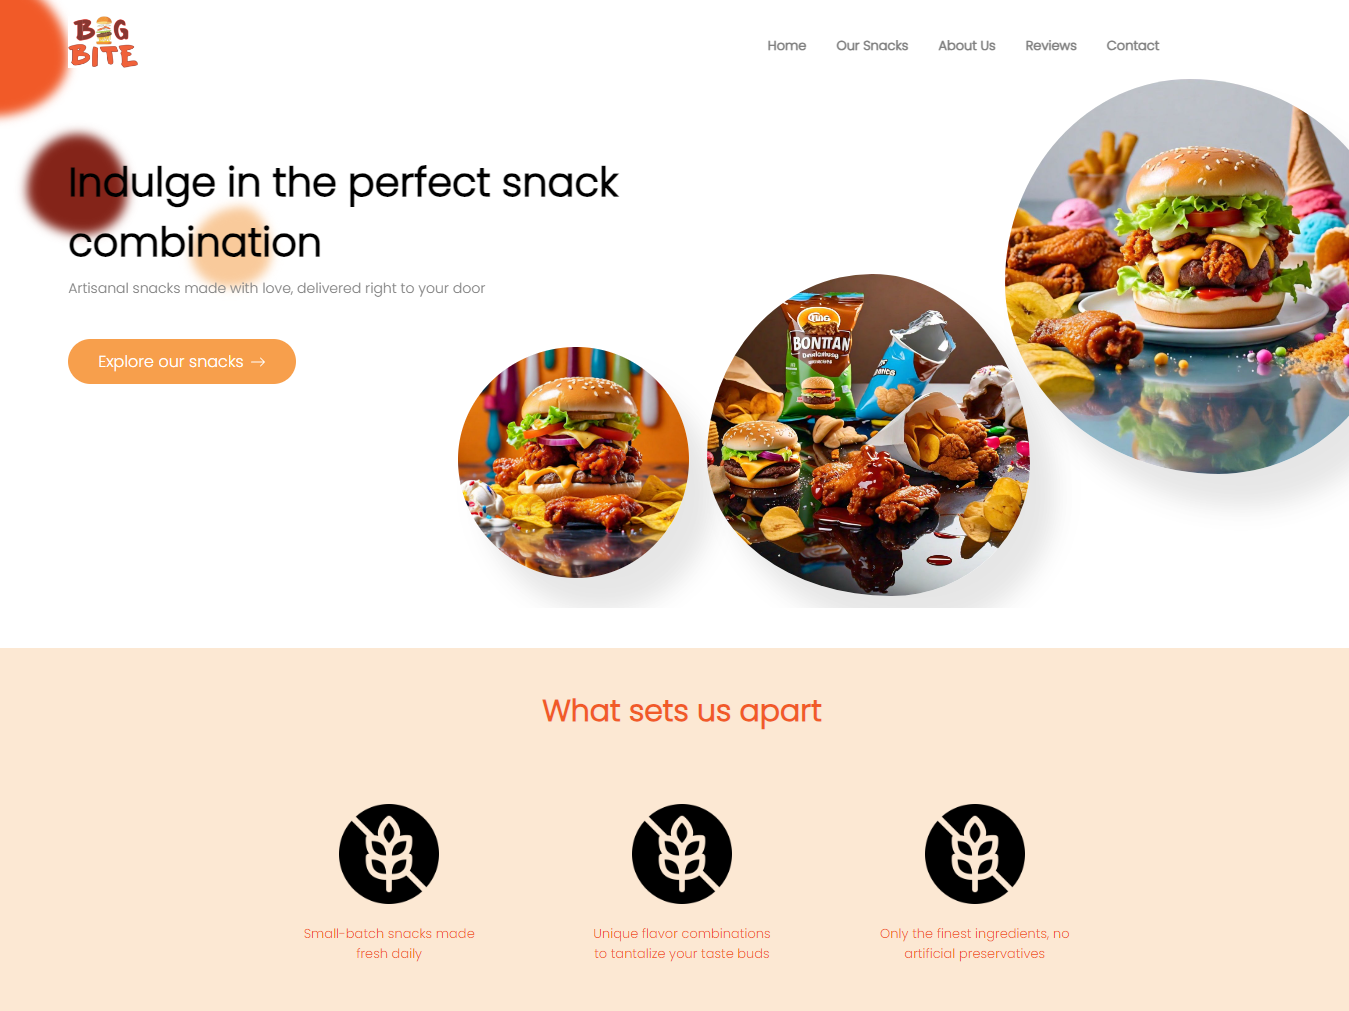 BIG
BITE
Home Our Snacks About Us Reviews Contact
Indulge in the perfect snack
combination
Artisanal snacks made with love, delivered right to your door
Explore our snacks →
BONTTAN
What sets us apart
Small-batch snacks made
fresh daily
Unique flavor combinations
to tantalize your taste buds
Only the finest ingredients, no
artificial preservatives